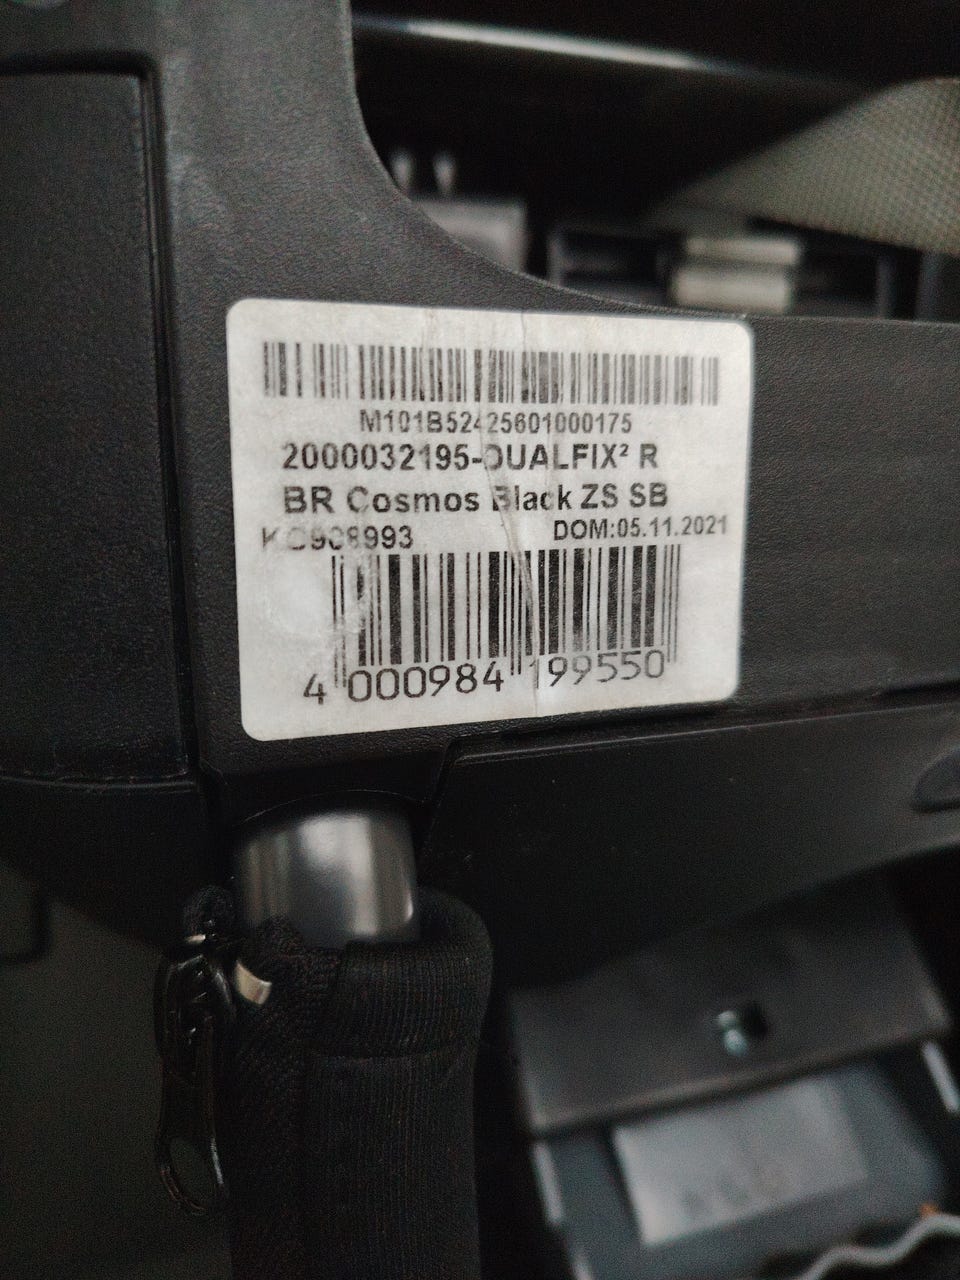 M101B52425601000175
2000032195-DUALFIX² R
BR Cosmos Black ZS SB
DOM:05.11.2021
4 000984 199550